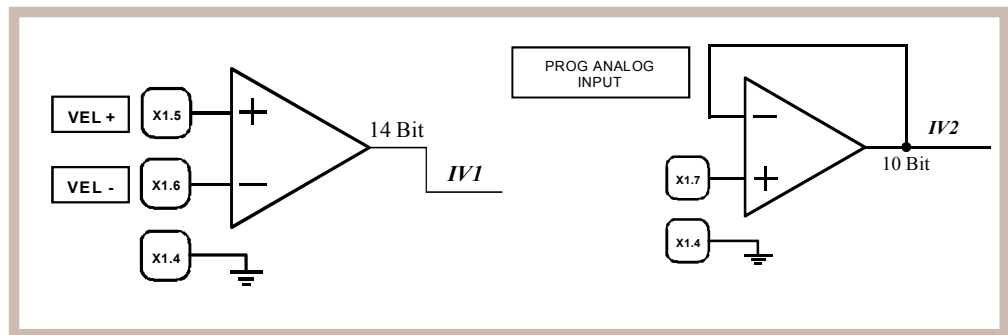 VEL +
X1.5
+
14 Bit
IV1
VEL -
X1.6
−
X1.4
PROG ANALOG
INPUT
−
IV2
10 Bit
X1.7
+
X1.4